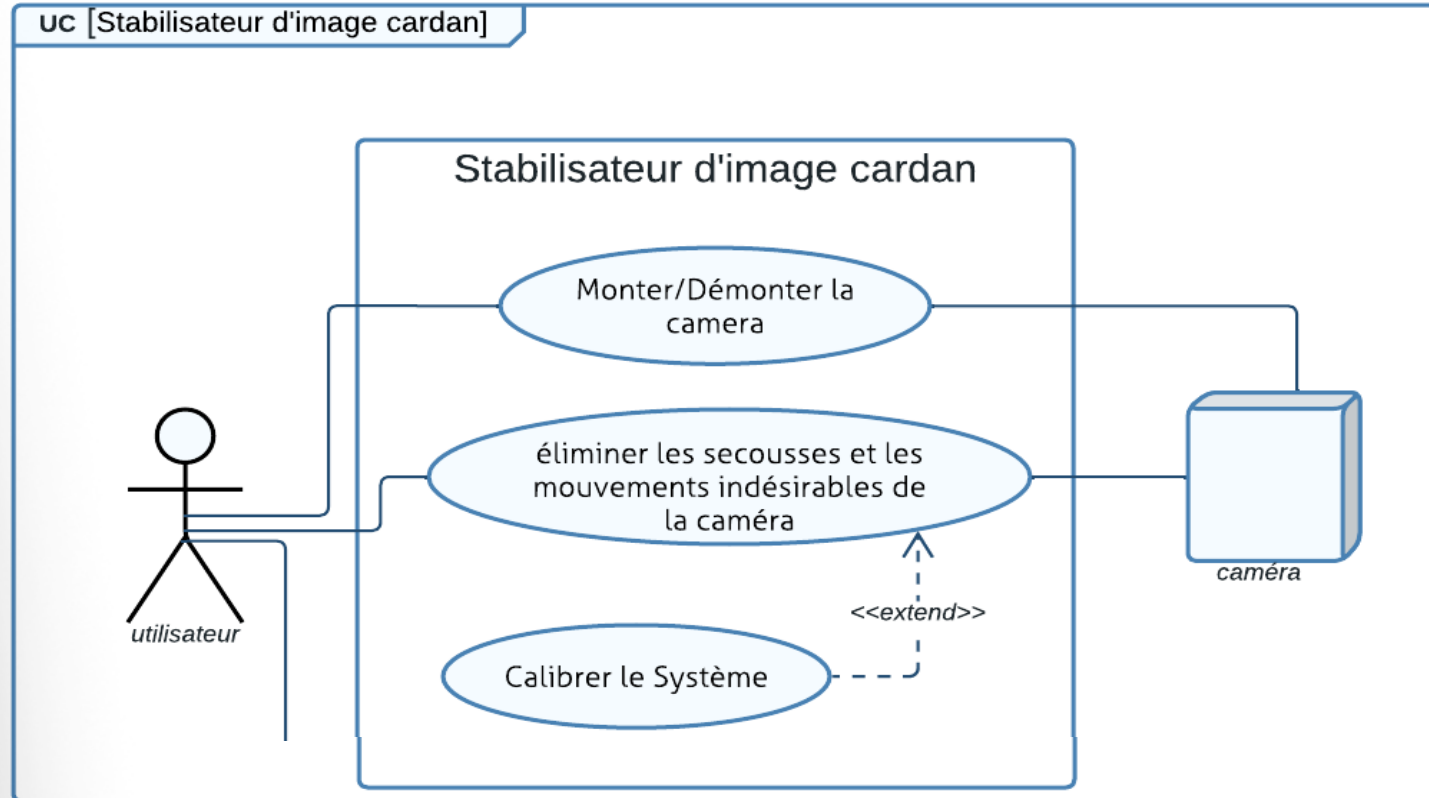 UC [Stabilisateur d'image cardan]
Stabilisateur d'image cardan
Monter/Démonter la
camera
éliminer les secousses et les
mouvements indésirables de
la caméra
caméra
<<extend>>
utilisateur
Calibrer le Système